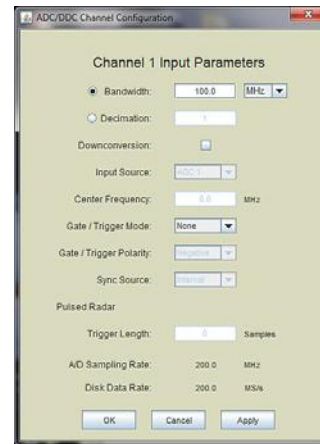 ADC/DDC Channel Configuration
Channel 1 Input Parameters
Bandwidth: 100.0 MHz
Decimation: 1
Downconversion:
Input Source: ADC 1
Center Frequency: 0.0 MHz
Gate / Trigger Mode: None
Gate / Trigger Polarity: Negative
Sync Source: Internal
Pulsed Radar
Trigger Length: 0 Samples
A/D Sampling Rate: 200.0 MHz
Disk Data Rate: 200.0 MS/s
OK Cancel Apply